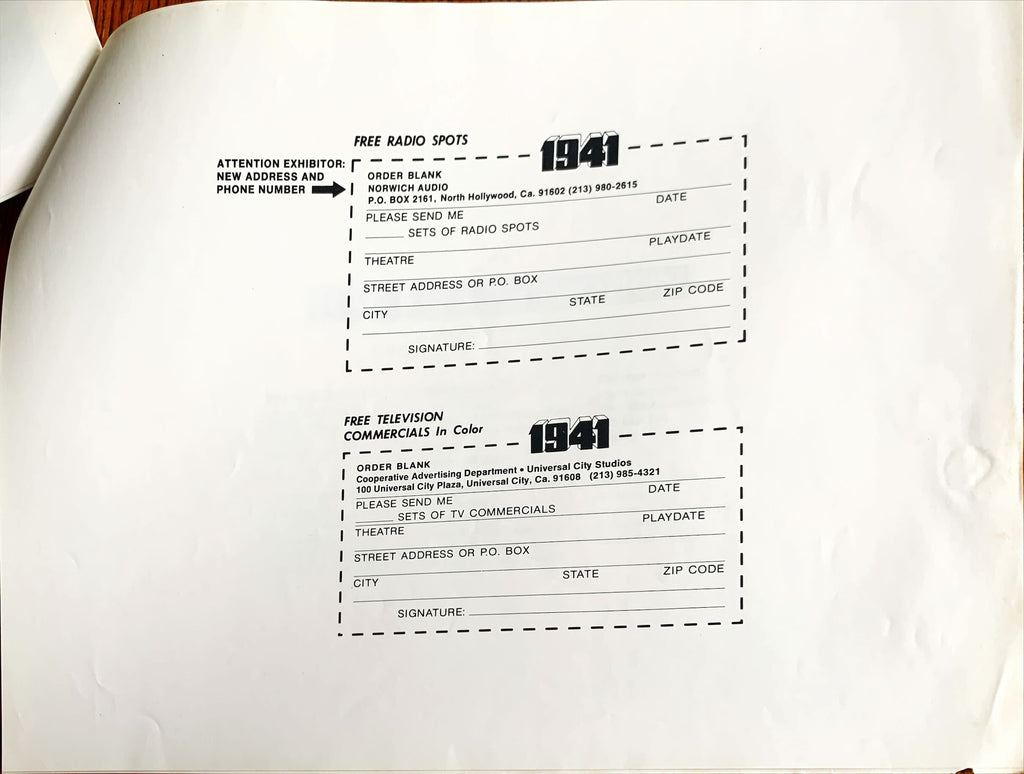 FREE RADIO SPOTS
1941
ATTENTION EXHIBITOR:
NEW ADDRESS AND
PHONE NUMBER
ORDER BLANK
NORWICH AUDIO
P.O. BOX 2161, North Hollywood, Ca. 91602 (213) 980-2615
PLEASE SEND ME DATE
______ SETS OF RADIO SPOTS
THEATRE PLAYDATE
STREET ADDRESS OR P.O. BOX
CITY STATE ZIP CODE
SIGNATURE:
FREE TELEVISION
COMMERCIALS In Color
1941
ORDER BLANK
Cooperative Advertising Department • Universal City Studios
100 Universal City Plaza, Universal City, Ca. 91608 (213) 985-4321
PLEASE SEND ME DATE
______ SETS OF TV COMMERCIALS
THEATRE PLAYDATE
STREET ADDRESS OR P.O. BOX
CITY STATE ZIP CODE
SIGNATURE: